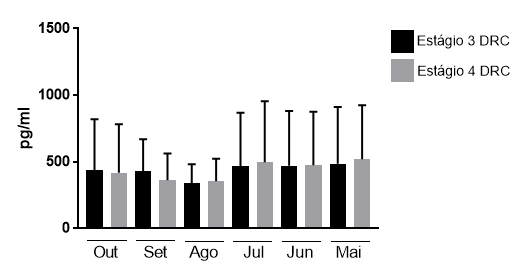 1500
Estágio 3 DRC
Estágio 4 DRC
1000
pg/ml
500
0
Out Set Ago Jul Jun Mai